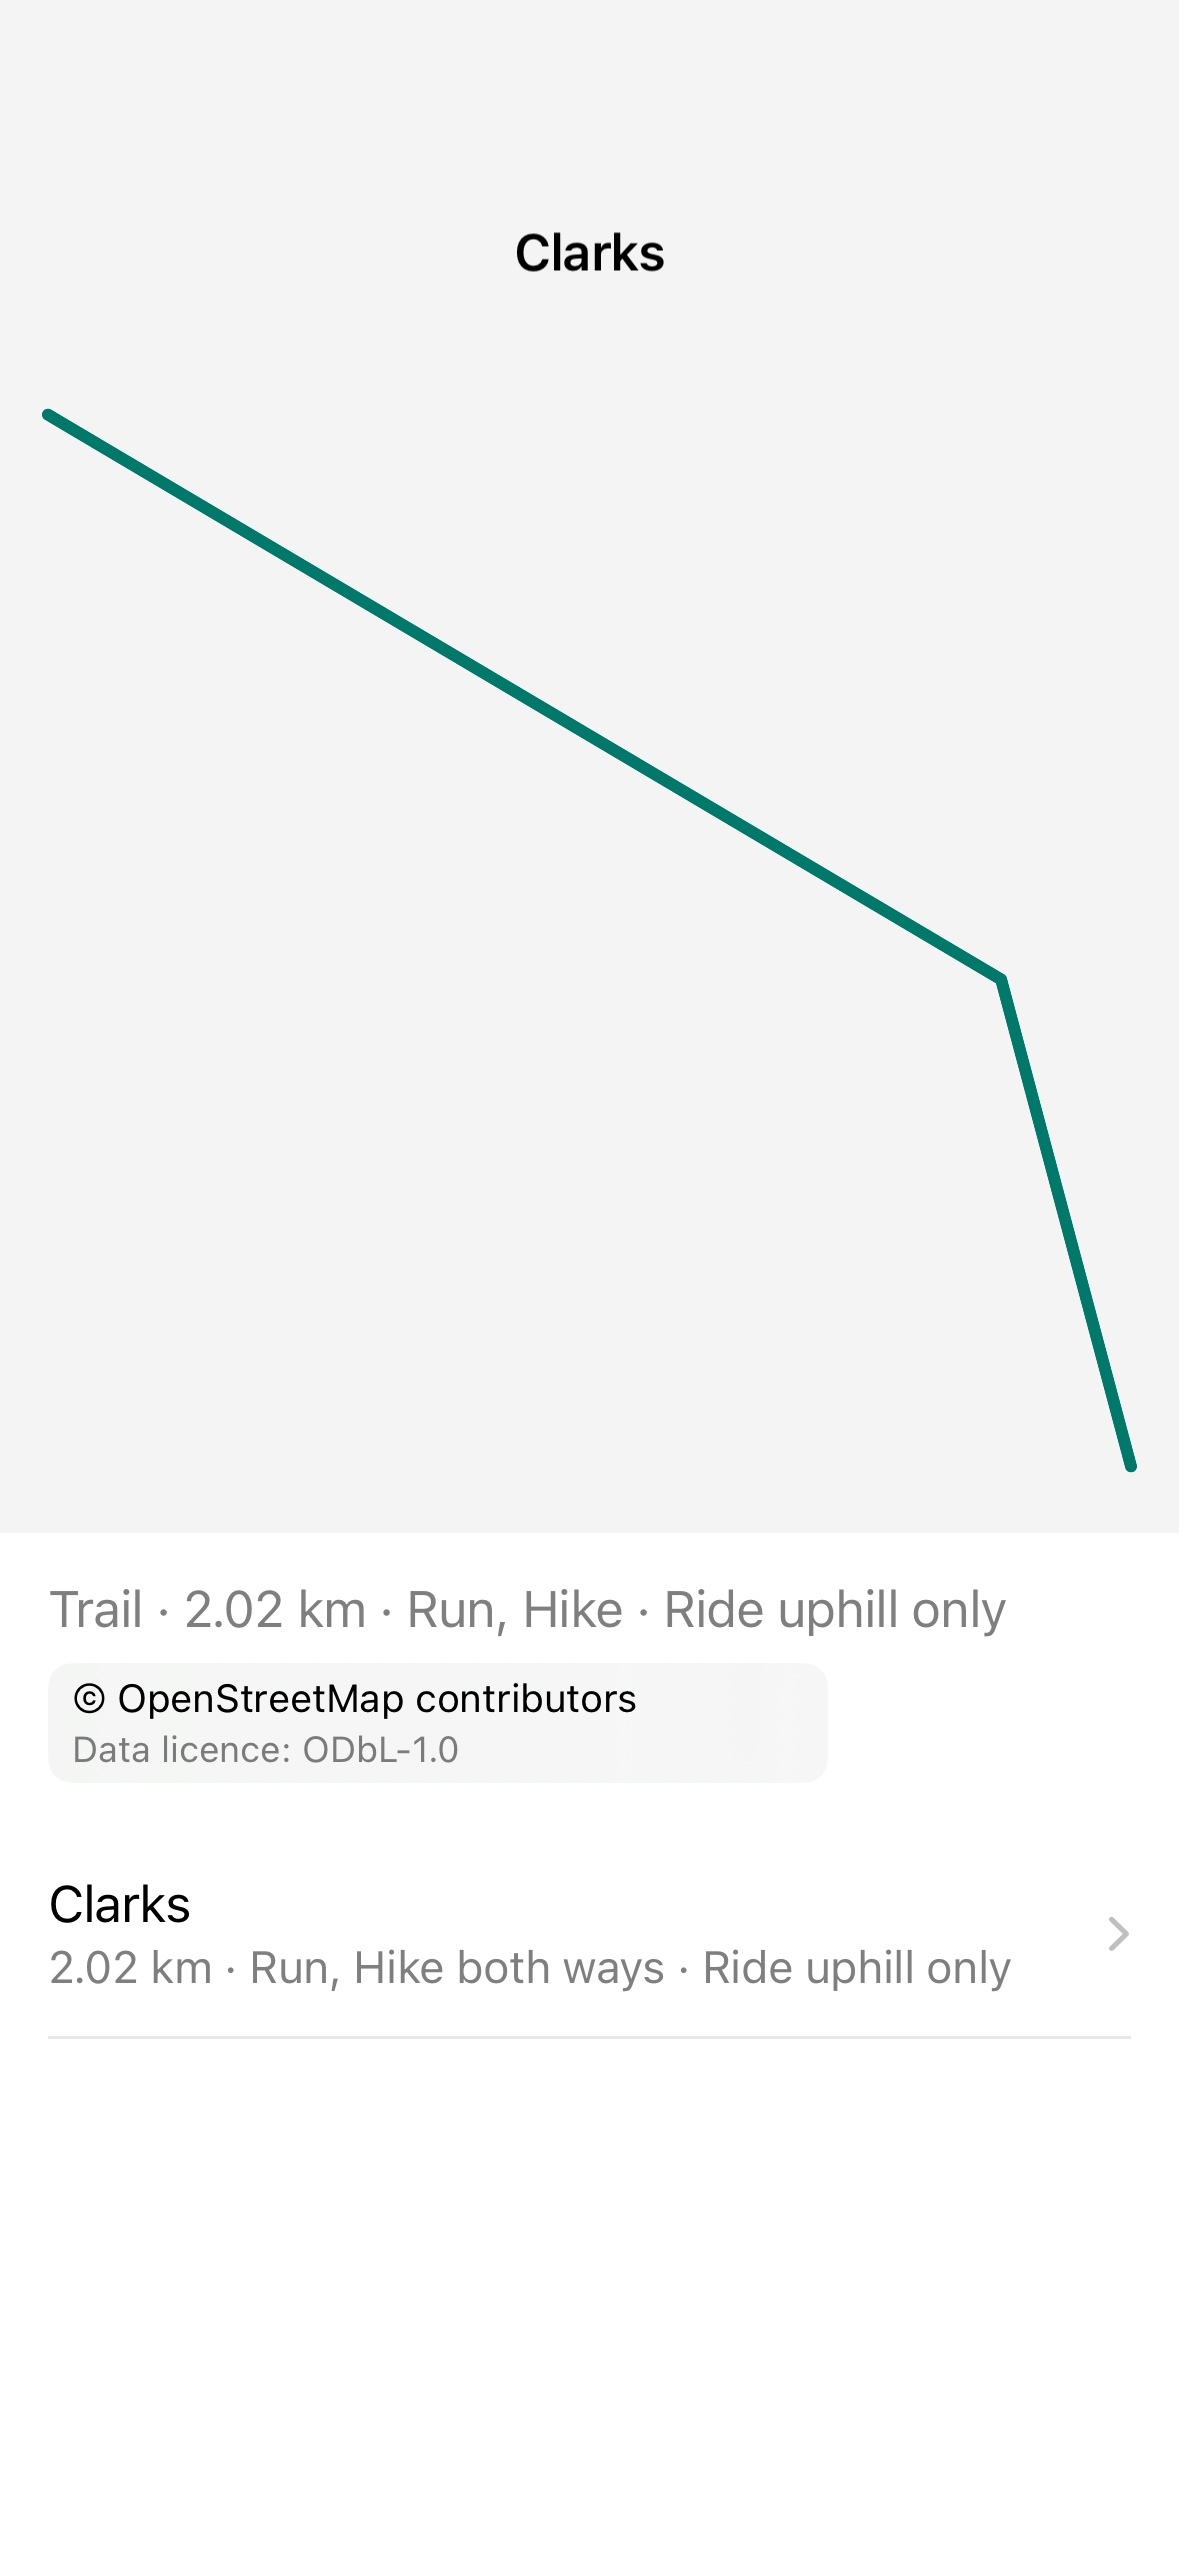 Clarks
Trail · 2.02 km · Run, Hike · Ride uphill only
© OpenStreetMap contributors
Data licence: ODbL-1.0
Clarks
2.02 km · Run, Hike both ways · Ride uphill only